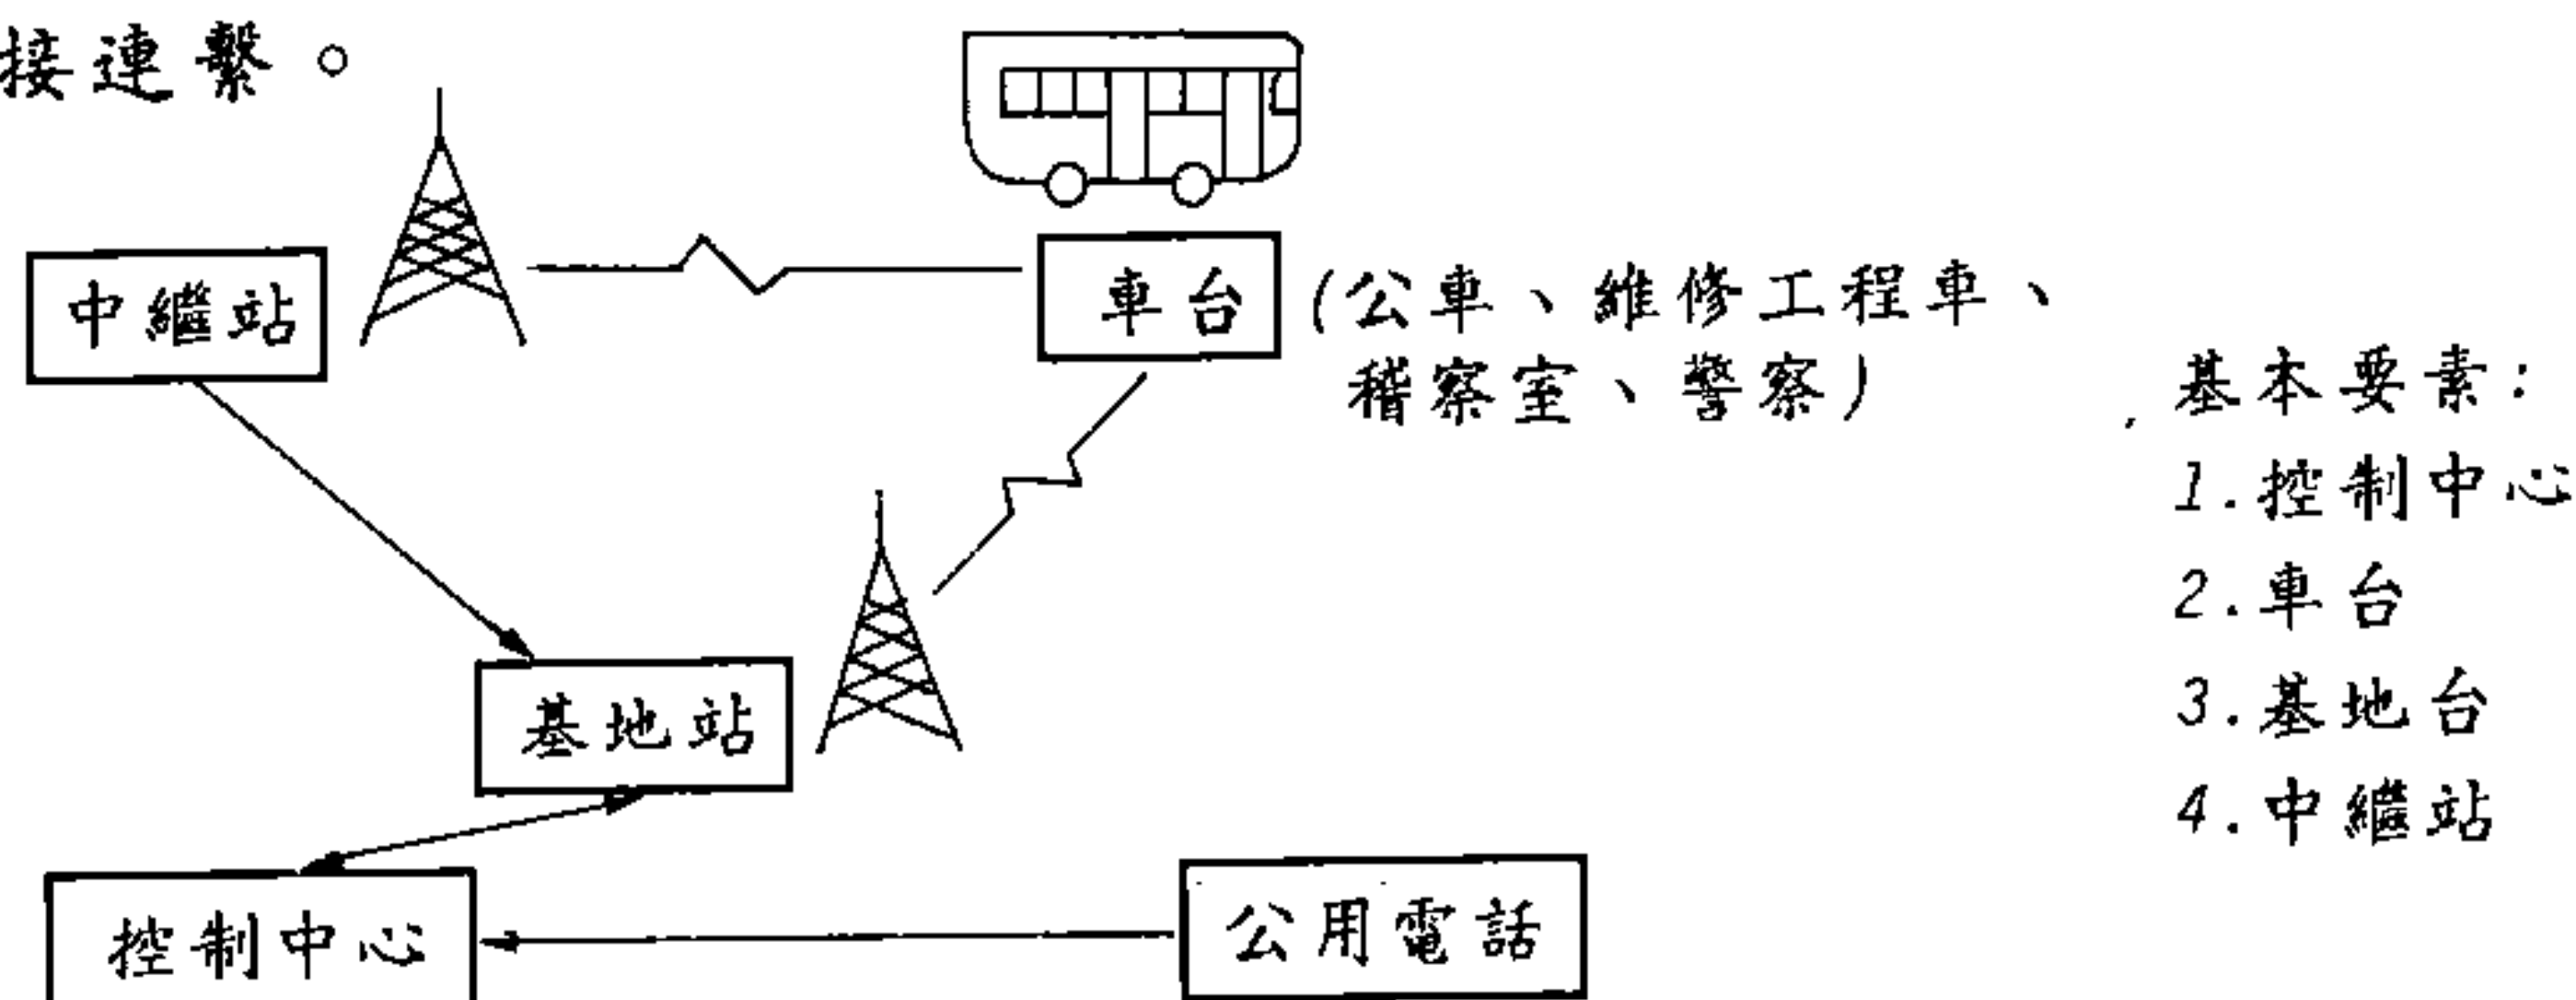 接連繫。
中繼站
車台
(公車、維修工程車、
稽察室、警察)
基本要素:
1.控制中心
2.車台
3.基地台
4.中繼站
基地站
控制中心
公用電話